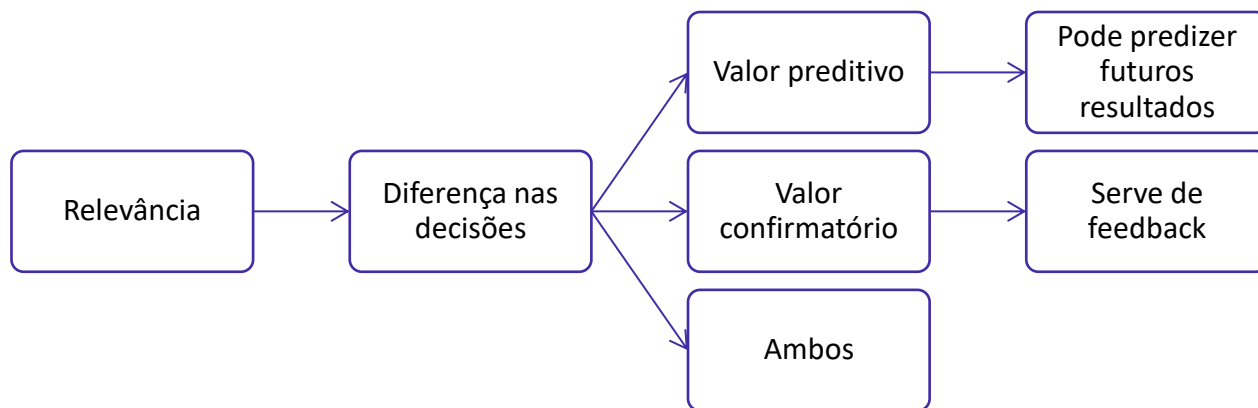 Relevância
Diferença nas
decisões
Valor preditivo
Pode predizer
futuros
resultados
Valor
confirmatório
Serve de
feedback
Ambos